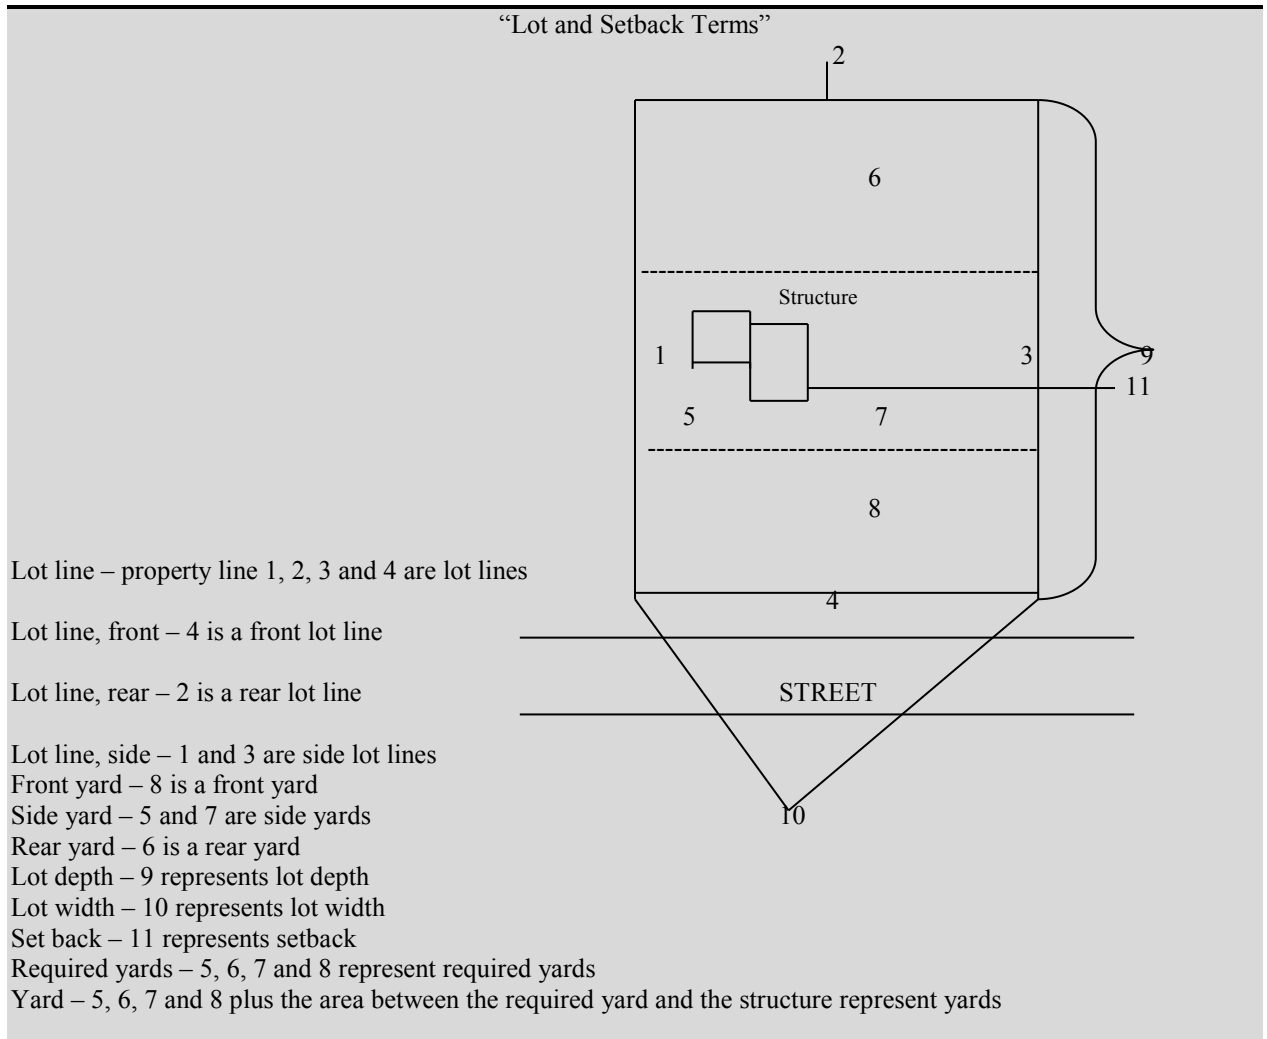 “Lot and Setback Terms”
2
6
Structure
1
3
9
11
5
7
8
Lot line – property line 1, 2, 3 and 4 are lot lines
4
Lot line, front – 4 is a front lot line
Lot line, rear – 2 is a rear lot line
STREET
Lot line, side – 1 and 3 are side lot lines
Front yard – 8 is a front yard
Side yard – 5 and 7 are side yards
10
Rear yard – 6 is a rear yard
Lot depth – 9 represents lot depth
Lot width – 10 represents lot width
Set back – 11 represents setback
Required yards – 5, 6, 7 and 8 represent required yards
Yard – 5, 6, 7 and 8 plus the area between the required yard and the structure represent yards